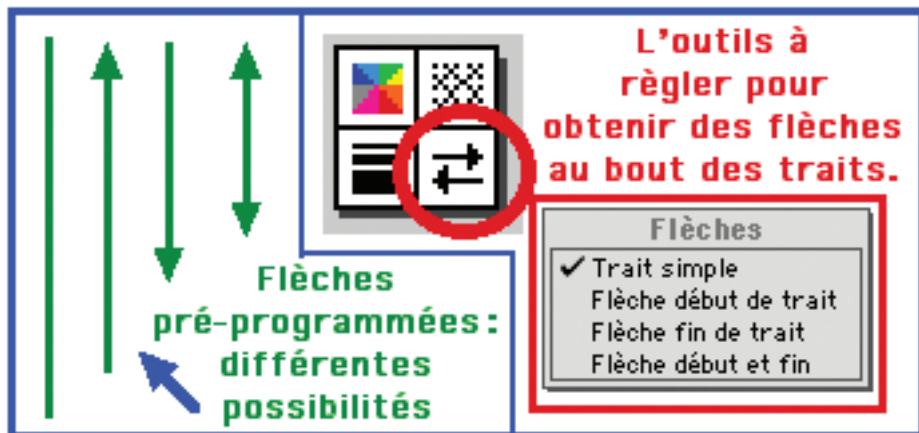 L'outils à
règler pour
obtenir des flèches
au bout des traits.
Flèches
✓ Trait simple
Flèche début de trait
Flèche fin de trait
Flèche début et fin
Flèches
pré-programmées :
différentes
possibilités